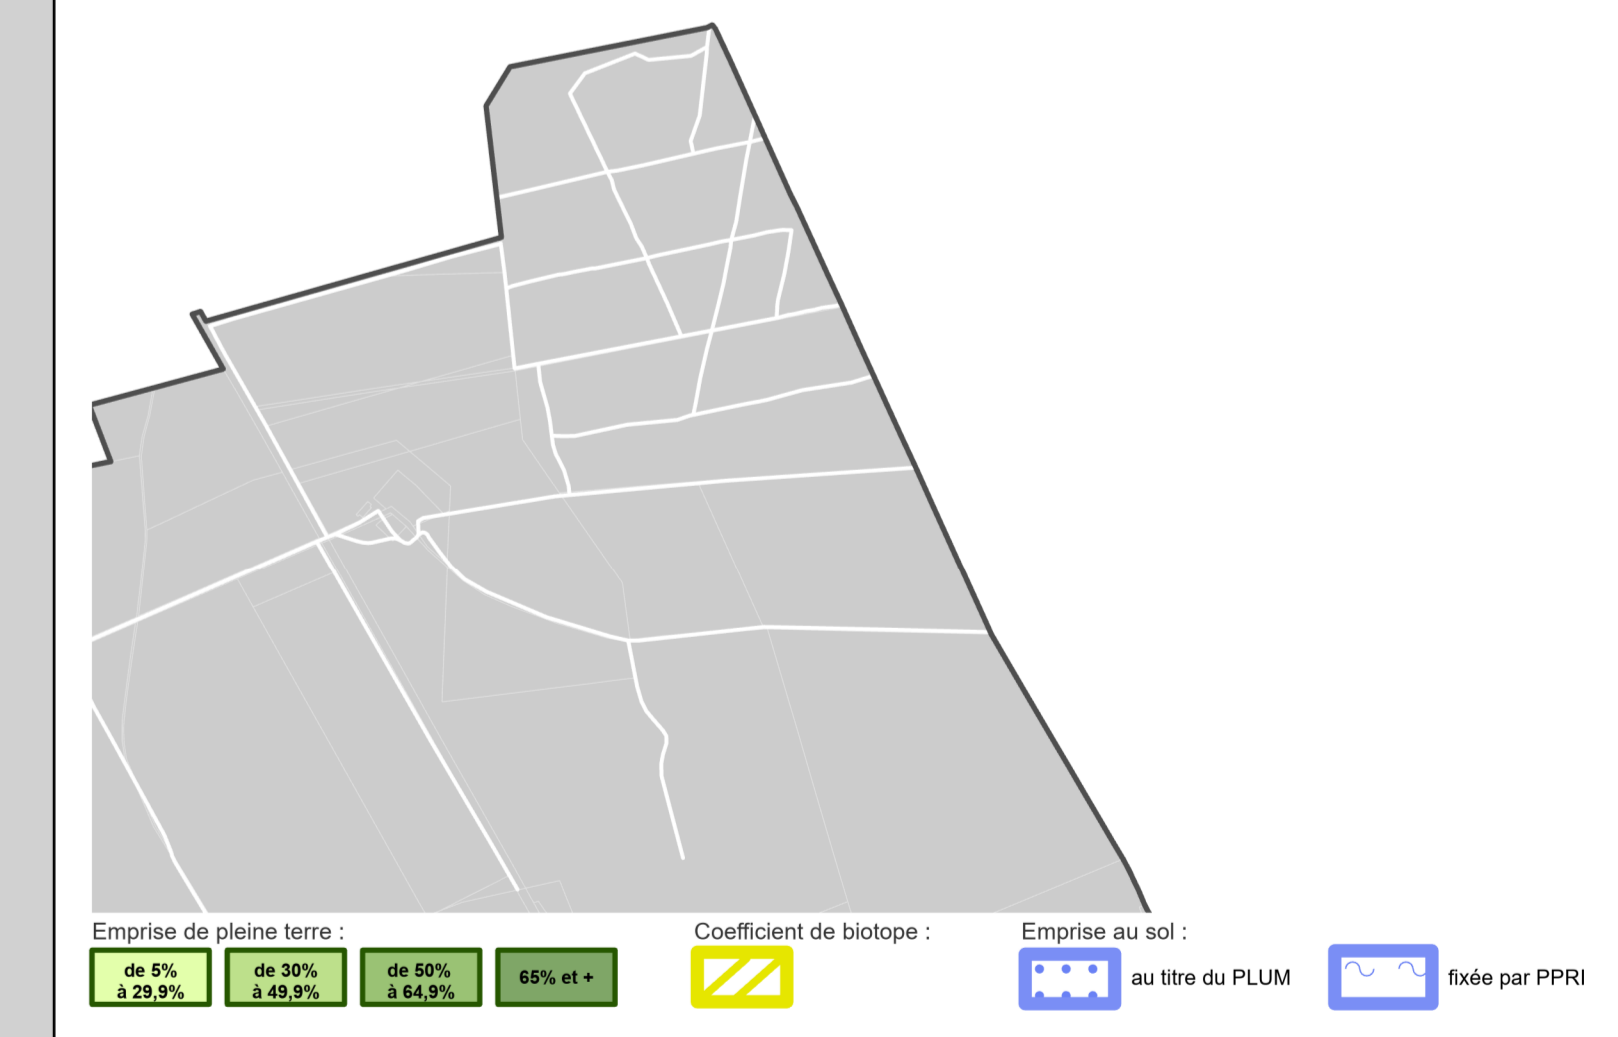 Emprise de pleine terre :
de 5%
à 29,9%
de 30%
à 49,9%
de 50%
à 64,9%
65% et +
Coefficient de biotope :
Emprise au sol :
au titre du PLUM
fixée par PPRI